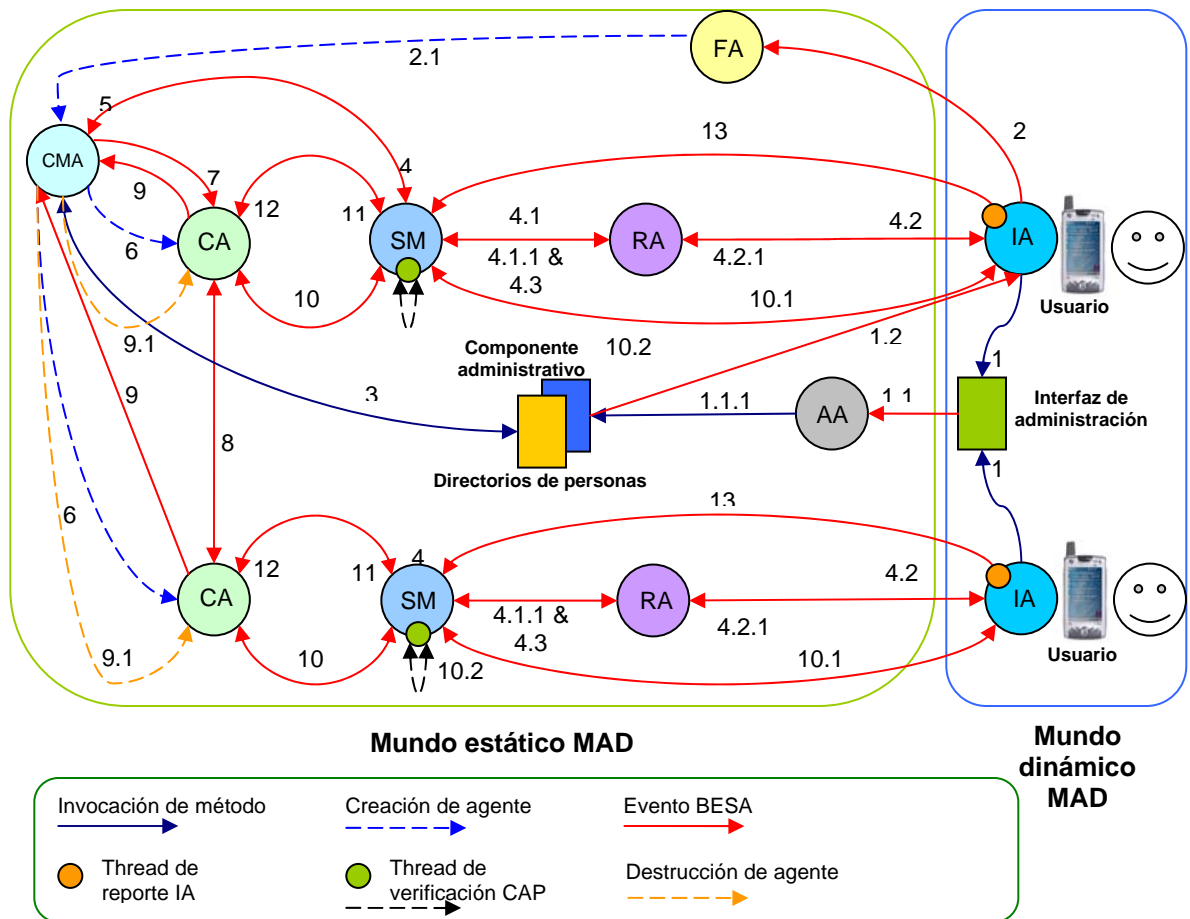 FA
2.1
5
2
13
CMA
4
7
9
12
11
4.1
4.2
6
CA
SM
RA
IA
4.1.1 &
4.3
4.2.1
10
10.1
Usuario
9.1
10.2
1.2
Componente
administrativo
1
3
9
1.1.1
1 1
AA
Interfaz de
administración
8
Directorios de personas
1
6
13
12
11
4
4.2
CA
SM
RA
IA
4.1.1 &
4.3
4.2.1
9.1
10
10.2
10.1
Usuario
Mundo estático MAD
Mundo
dinámico
MAD
Invocación de método
Creación de agente
Evento BESA
Thread de
reporte IA
Thread de
verificación CAP
Destrucción de agente